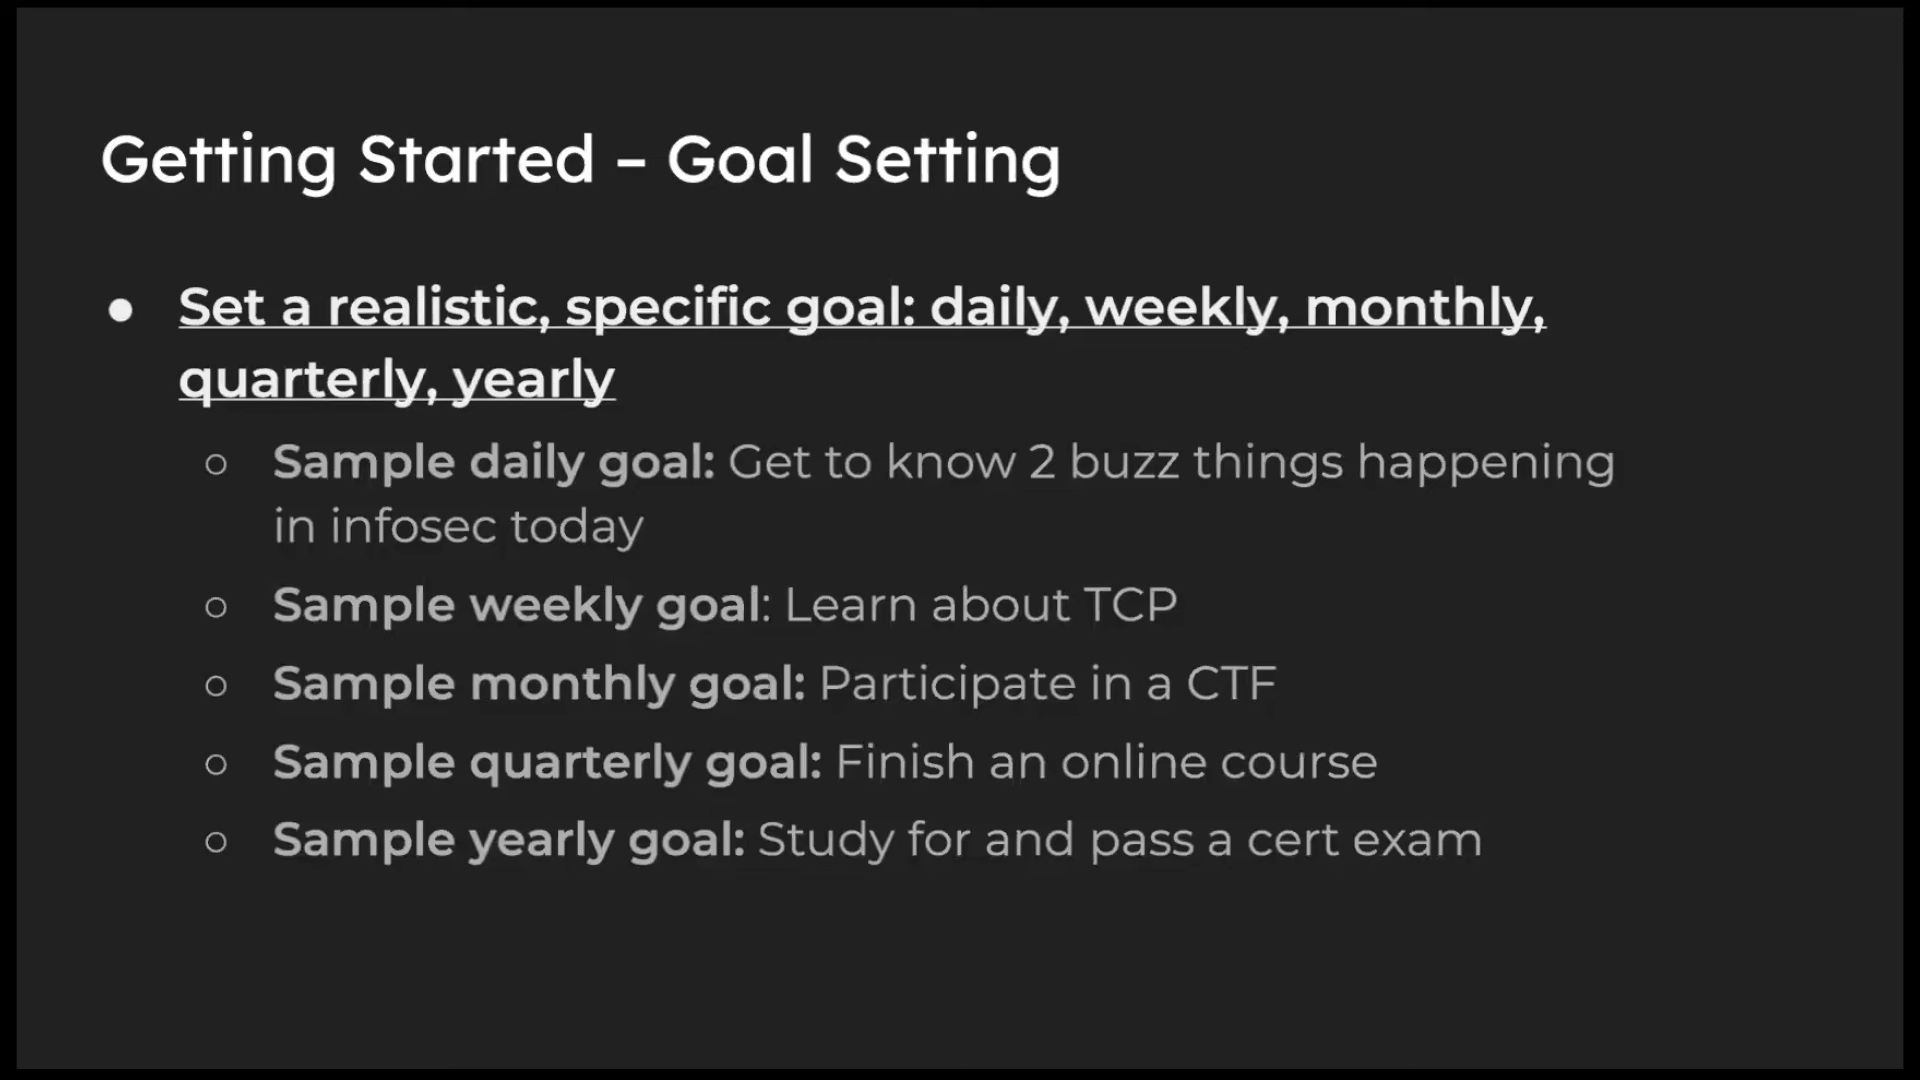 Getting Started – Goal Setting
● Set a realistic, specific goal: daily, weekly, monthly,
quarterly, yearly
○ Sample daily goal: Get to know 2 buzz things happening
in infosec today
○ Sample weekly goal: Learn about TCP
○ Sample monthly goal: Participate in a CTF
○ Sample quarterly goal: Finish an online course
○ Sample yearly goal: Study for and pass a cert exam